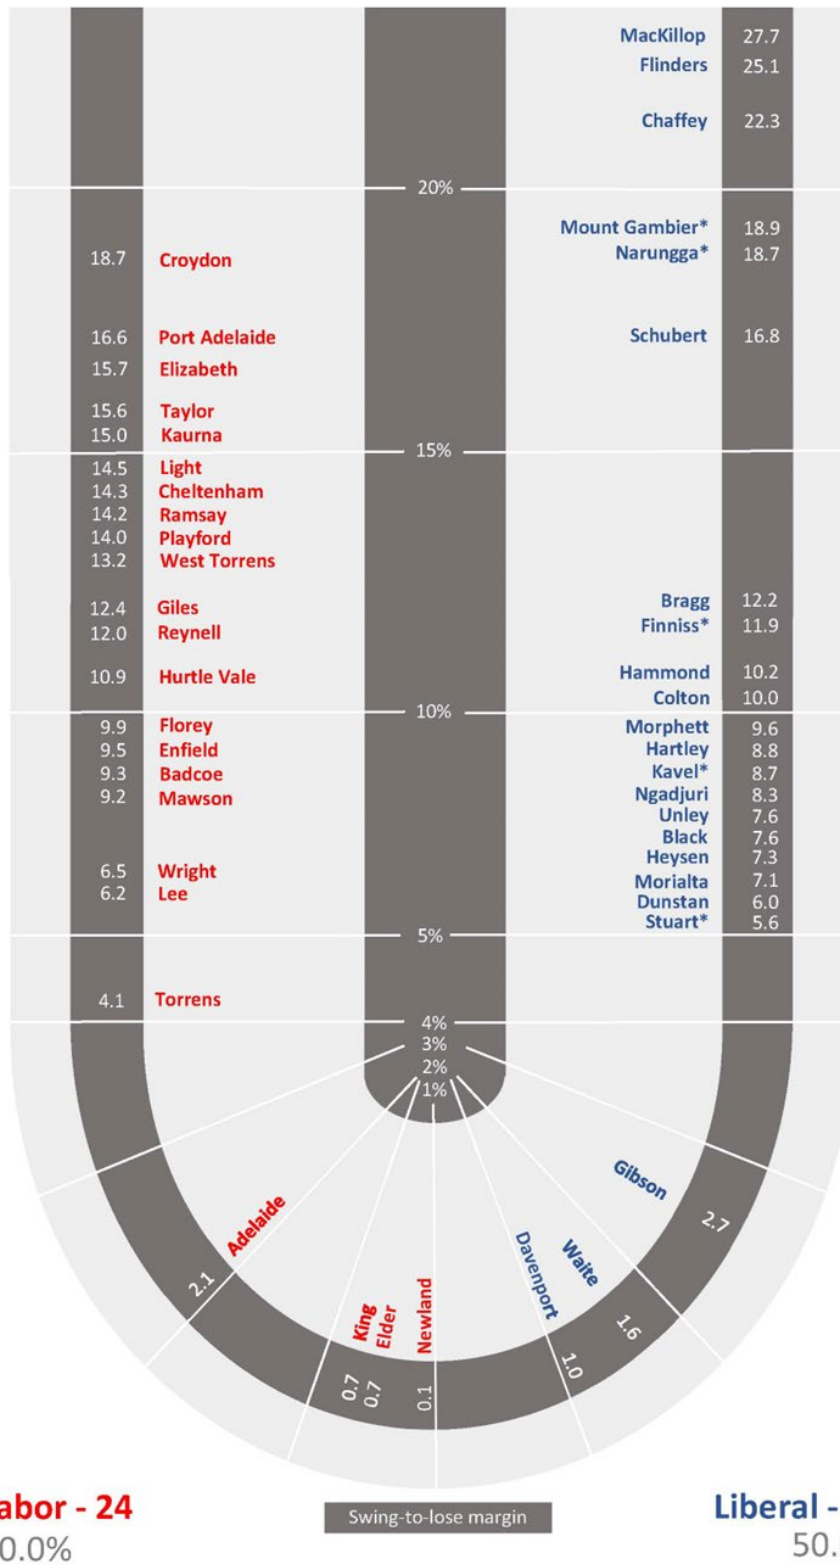 MacKillop 27.7
Flinders 25.1
Chaffey 22.3
20%
Mount Gambier* 18.9
18.7 Croydon
Narungga* 18.7
16.6 Port Adelaide
Schubert 16.8
15.7 Elizabeth
15.6 Taylor
15.0 Kaurna
15%
14.5 Light
14.3 Cheltenham
14.2 Ramsay
14.0 Playford
13.2 West Torrens
12.4 Giles
Bragg 12.2
12.0 Reynell
Finniss* 11.9
10.9 Hurtle Vale
Hammond 10.2
Colton 10.0
10%
9.9 Florey
Morphett 9.6
9.5 Enfield
Hartley 8.8
9.3 Badcoe
Kavel* 8.7
9.2 Mawson
Ngadjuri 8.3
Unley 7.6
Black 7.6
Heysen 7.3
6.5 Wright
Morialta 7.1
6.2 Lee
Dunstan 6.0
Stuart* 5.6
5%
4.1 Torrens
4%
3%
2%
1%
Adelaide 2.1
King 0.7
Elder 0.7
Newland 0.1
Davenport 1.0
Waite 1.6
Gibson 2.7
abor - 24
0.0%
Swing-to-lose margin
Liberal -
50.